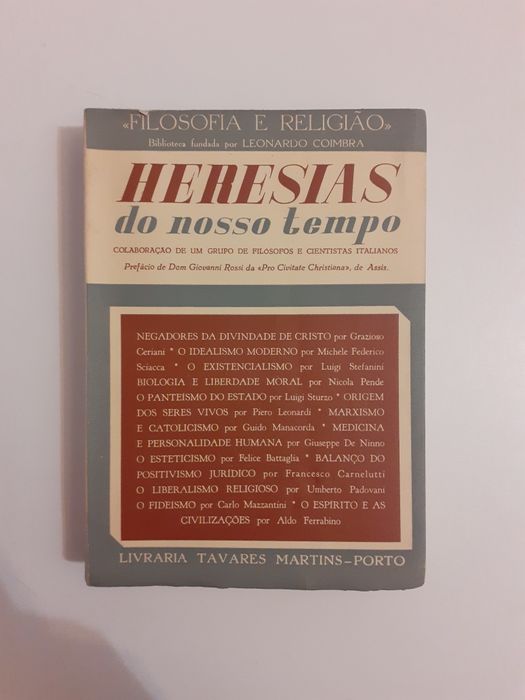 «FILOSOFIA E RELIGIÃO»
Biblioteca fundada por LEONARDO COIMBRA
HERESIAS
do nosso tempo
COLABORAÇÃO DE UM GRUPO DE FILÓSOFOS E CIENTISTAS ITALIANOS
Prefácio de Dom Giovanni Rossi da «Pro Civitate Christiana», de Assis.
NEGADORES DA DIVINDADE DE CRISTO por Grazioso
Ceriani * O IDEALISMO MODERNO por Michele Federico
Sciacca * O EXISTENCIALISMO por Luigi Stefanini
BIOLOGIA E LIBERDADE MORAL por Nicola Pende
O PANTEÍSMO DO ESTADO por Luigi Sturzo * ORIGEM
DOS SERES VIVOS por Piero Leonardi * MARXISMO
E CATOLICISMO por Guido Manacorda * MEDICINA
E PERSONALIDADE HUMANA por Giuseppe De Ninno
O ESTETICISMO por Felice Battaglia * BALANÇO DO
POSITIVISMO JURÍDICO por Francesco Carnelutti
O LIBERALISMO RELIGIOSO por Umberto Padovani
O FIDEÍSMO por Carlo Mazzantini * O ESPÍRITO E AS
CIVILIZAÇÕES por Aldo Ferrabino
LIVRARIA TAVARES MARTINS-PORTO